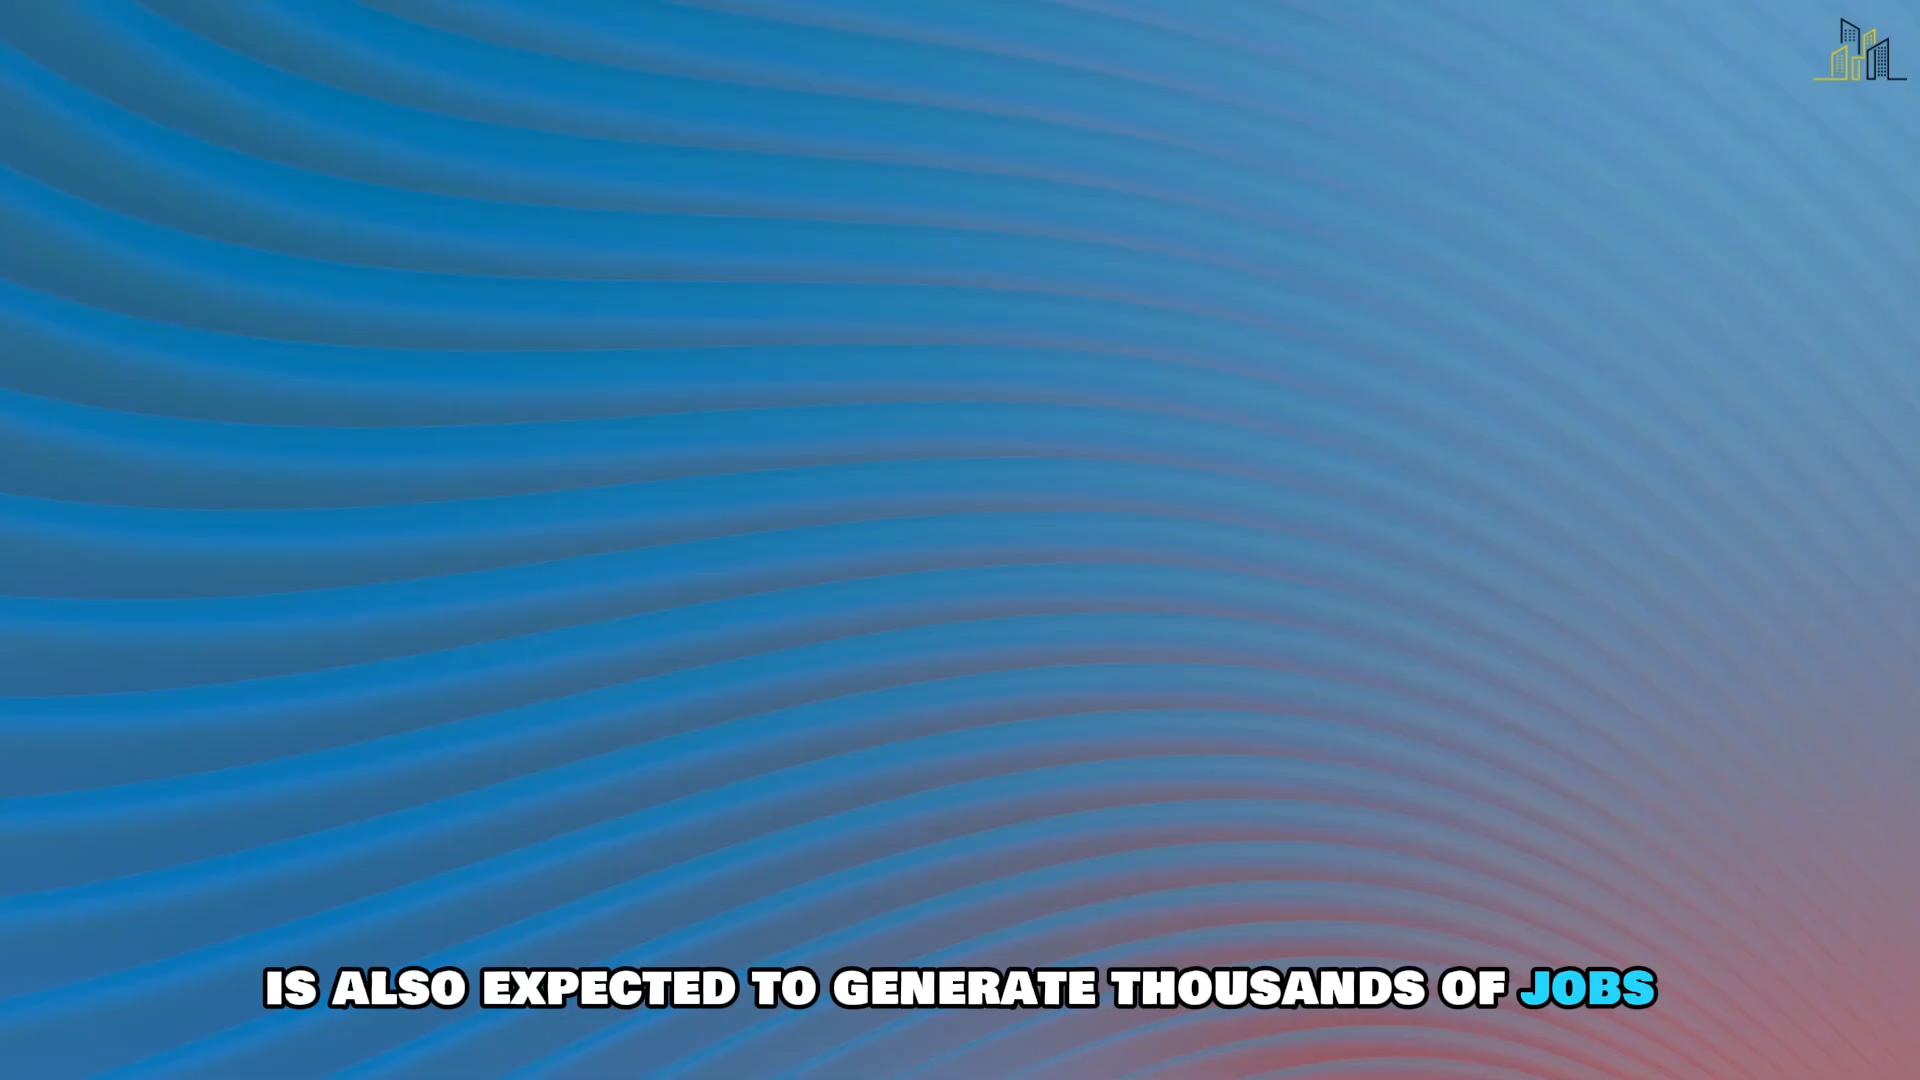 IS ALSO EXPECTED TO GENERATE THOUSANDS OF JOBS